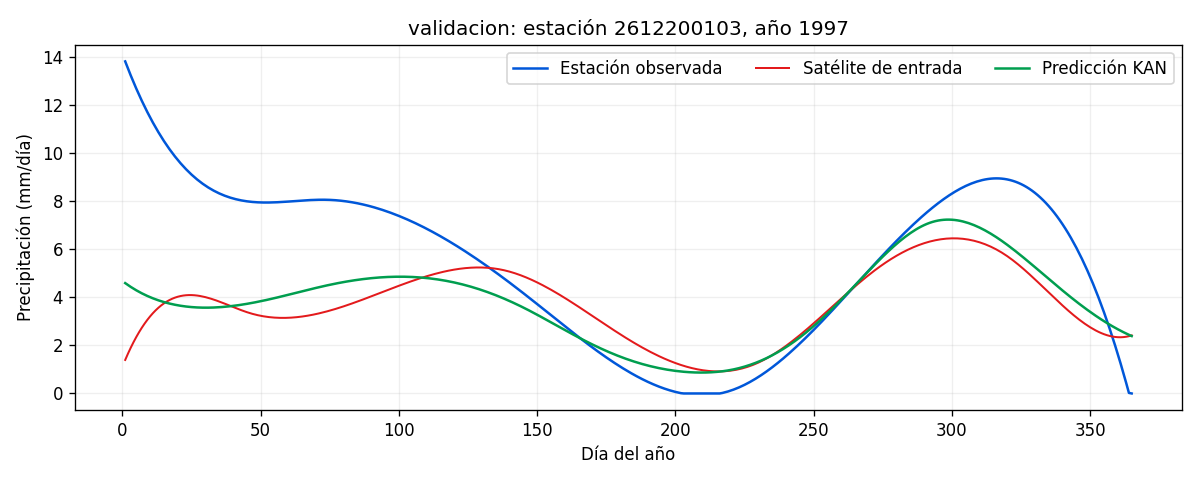 validacion: estación 2612200103, año 1997
Estación observada
Satélite de entrada
Predicción KAN
Precipitación (mm/día)
14
12
10
8
6
4
2
0
0 50 100 150 200 250 300 350
Día del año